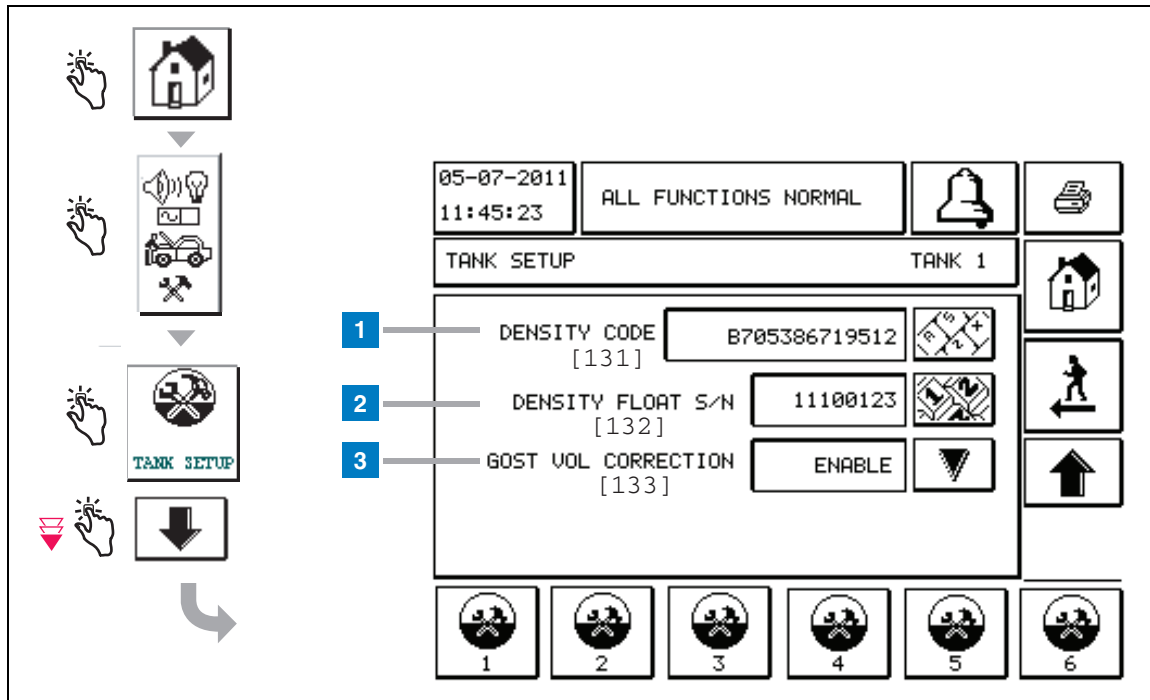 TANK SETUP
05-07-2011
11:45:23
ALL FUNCTIONS NORMAL
TANK SETUP TANK 1
1 DENSITY CODE B705386719512
[131]
2 DENSITY FLOAT S/N 11100123
[132]
3 GOST VOL CORRECTION ENABLE
[133]
1 2 3 4 5 6